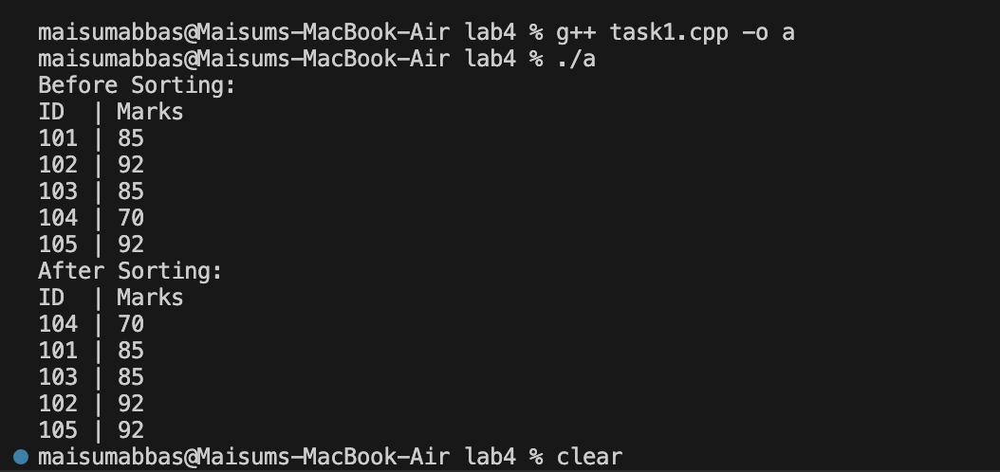 maisumabbas@Maisums-MacBook-Air lab4 % g++ task1.cpp -o a
maisumabbas@Maisums-MacBook-Air lab4 % ./a
Before Sorting:
ID  | Marks
101 | 85
102 | 92
103 | 85
104 | 70
105 | 92
After Sorting:
ID  | Marks
104 | 70
101 | 85
103 | 85
102 | 92
105 | 92
maisumabbas@Maisums-MacBook-Air lab4 % clear